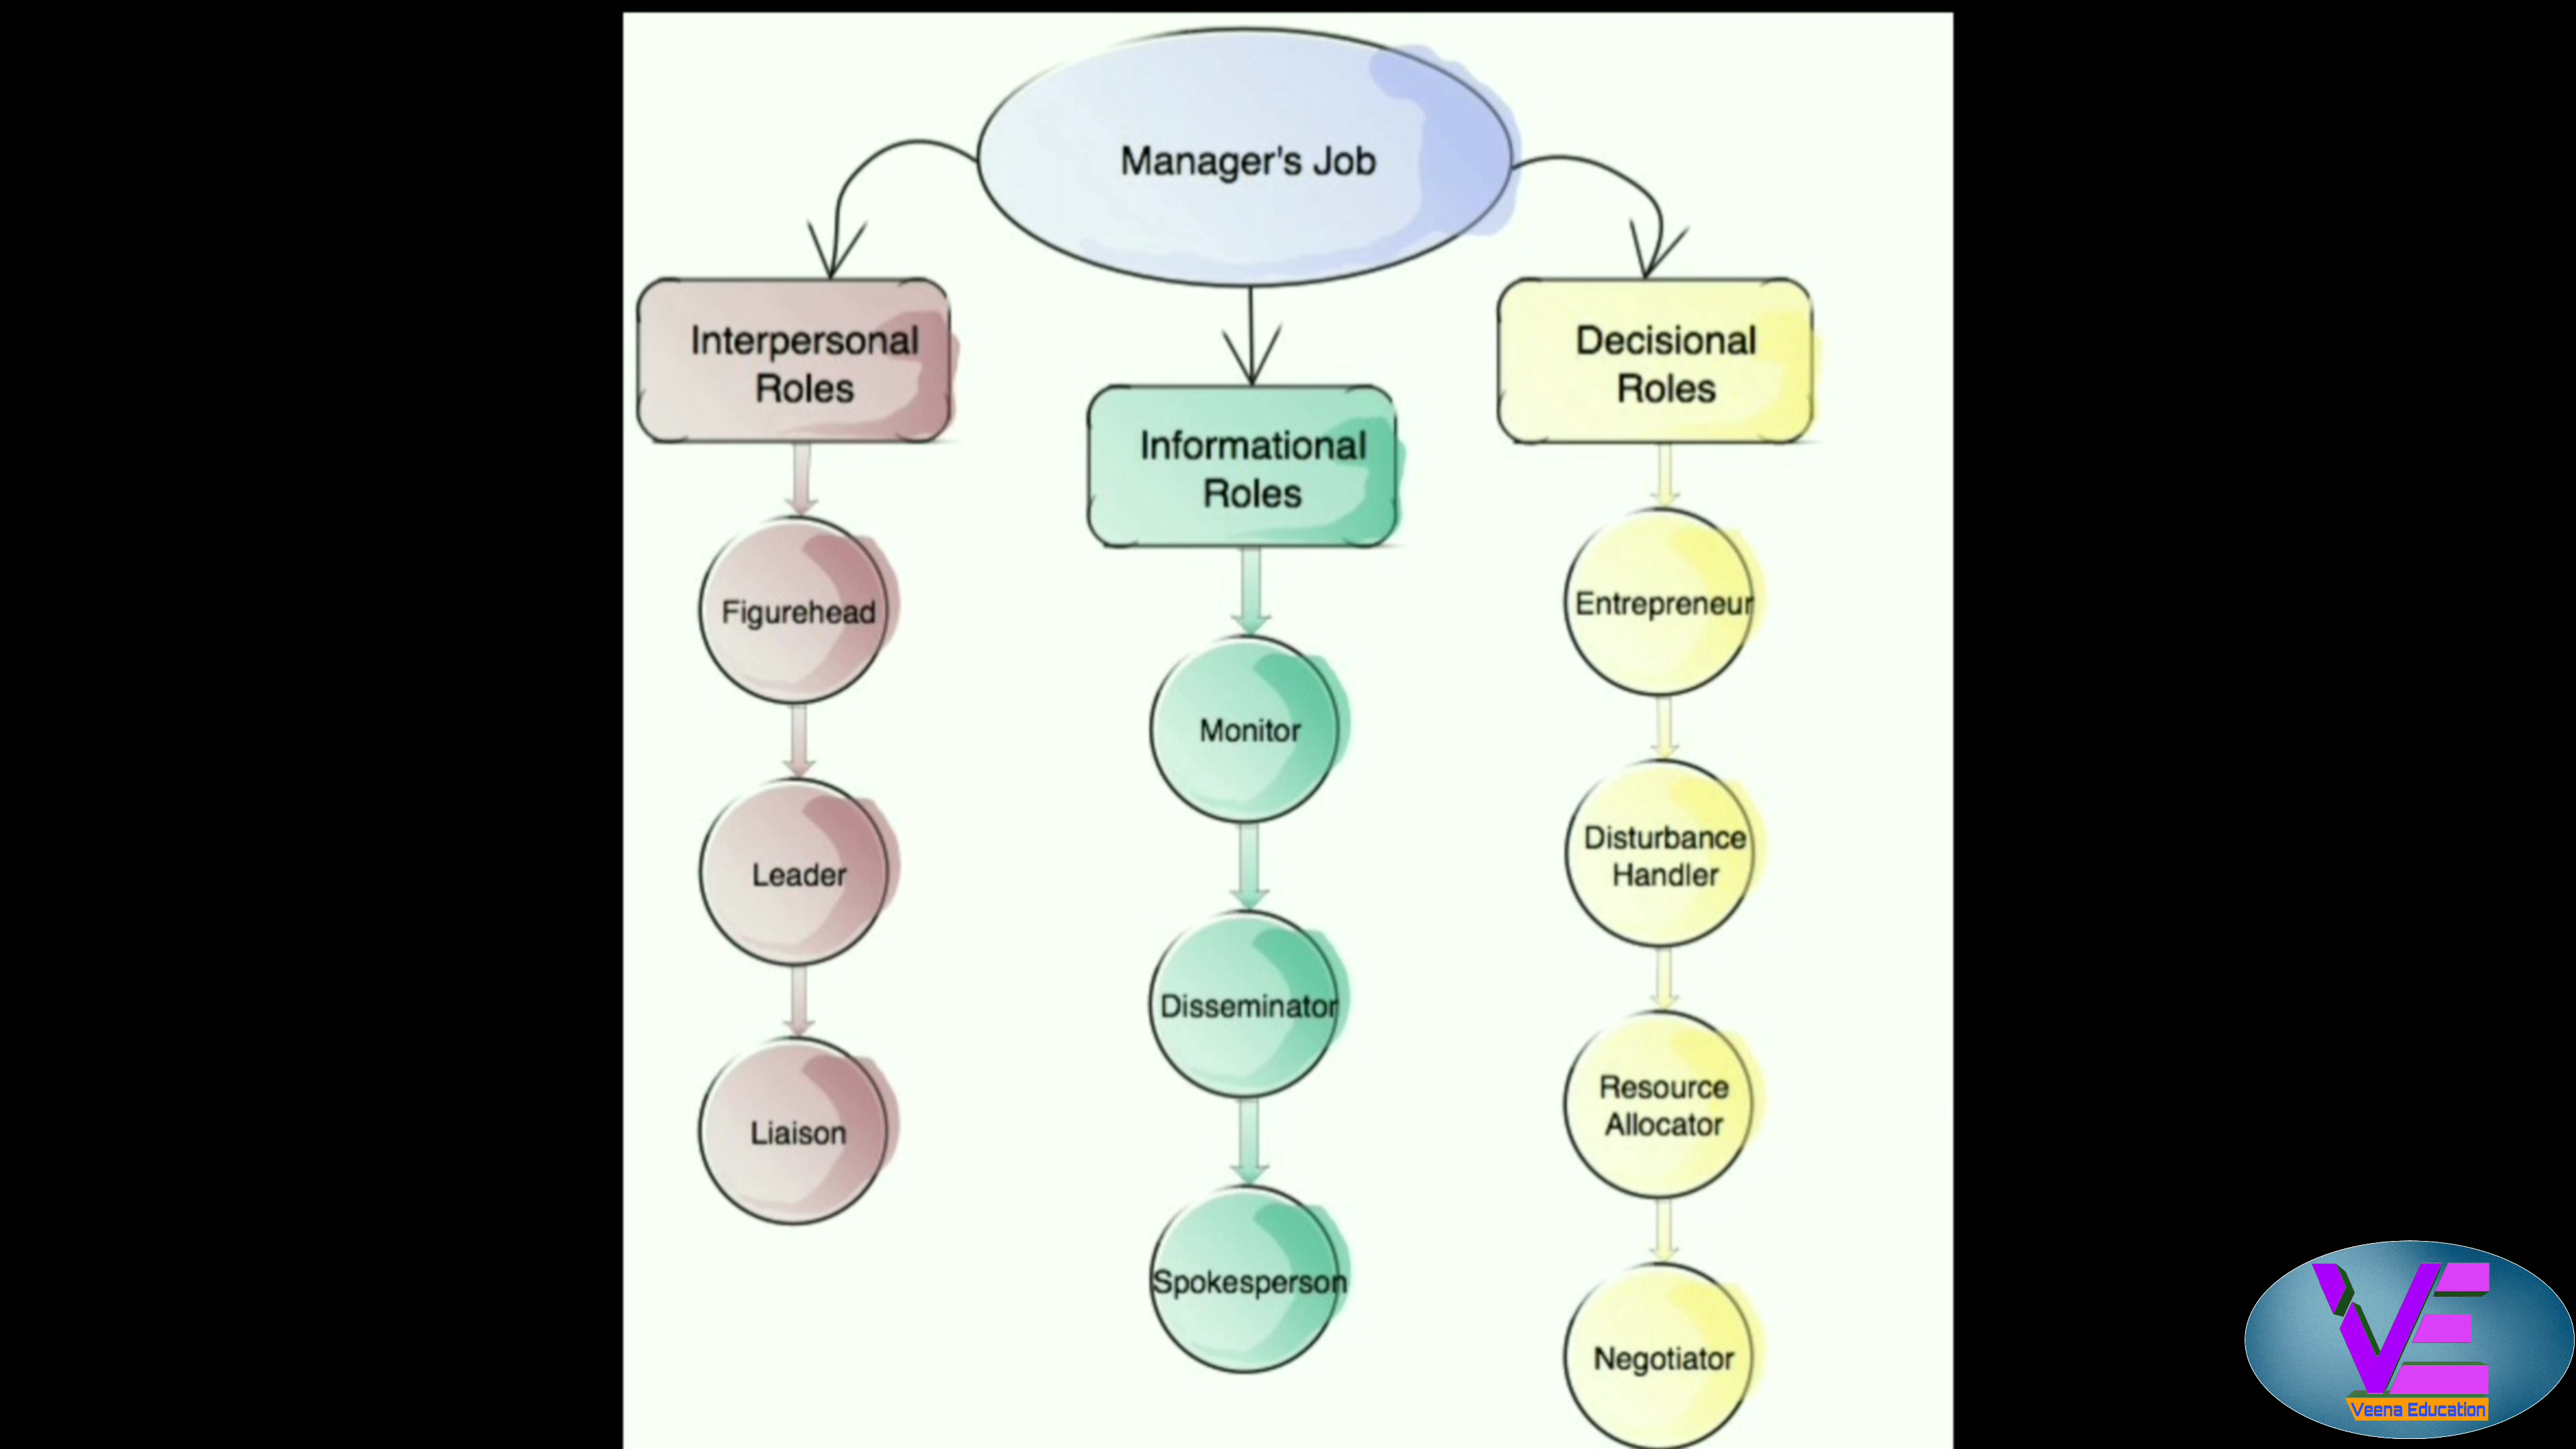 Manager's Job
Interpersonal
Roles
Figurehead
Leader
Liaison
Informational
Roles
Monitor
Disseminator
Spokesperson
Decisional
Roles
Entrepreneur
Disturbance
Handler
Resource
Allocator
Negotiator
VE
Veena Education